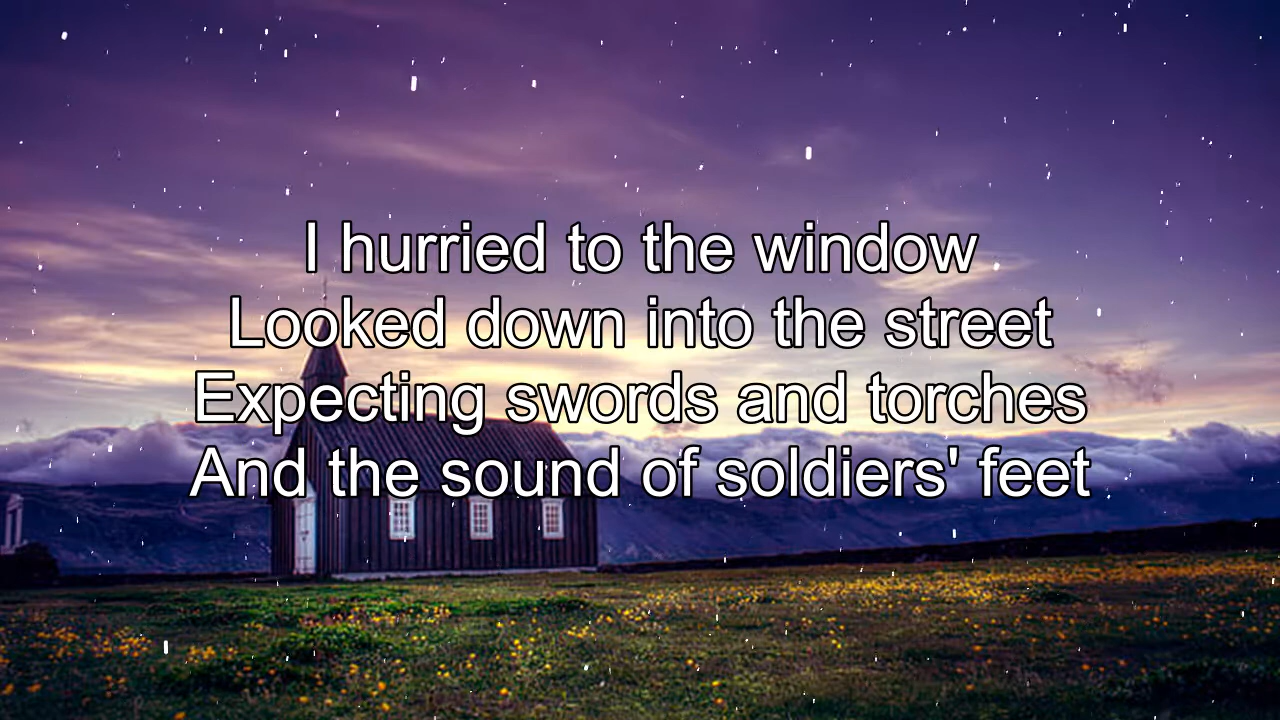 I hurried to the window
Looked down into the street
Expecting swords and torches
And the sound of soldiers' feet